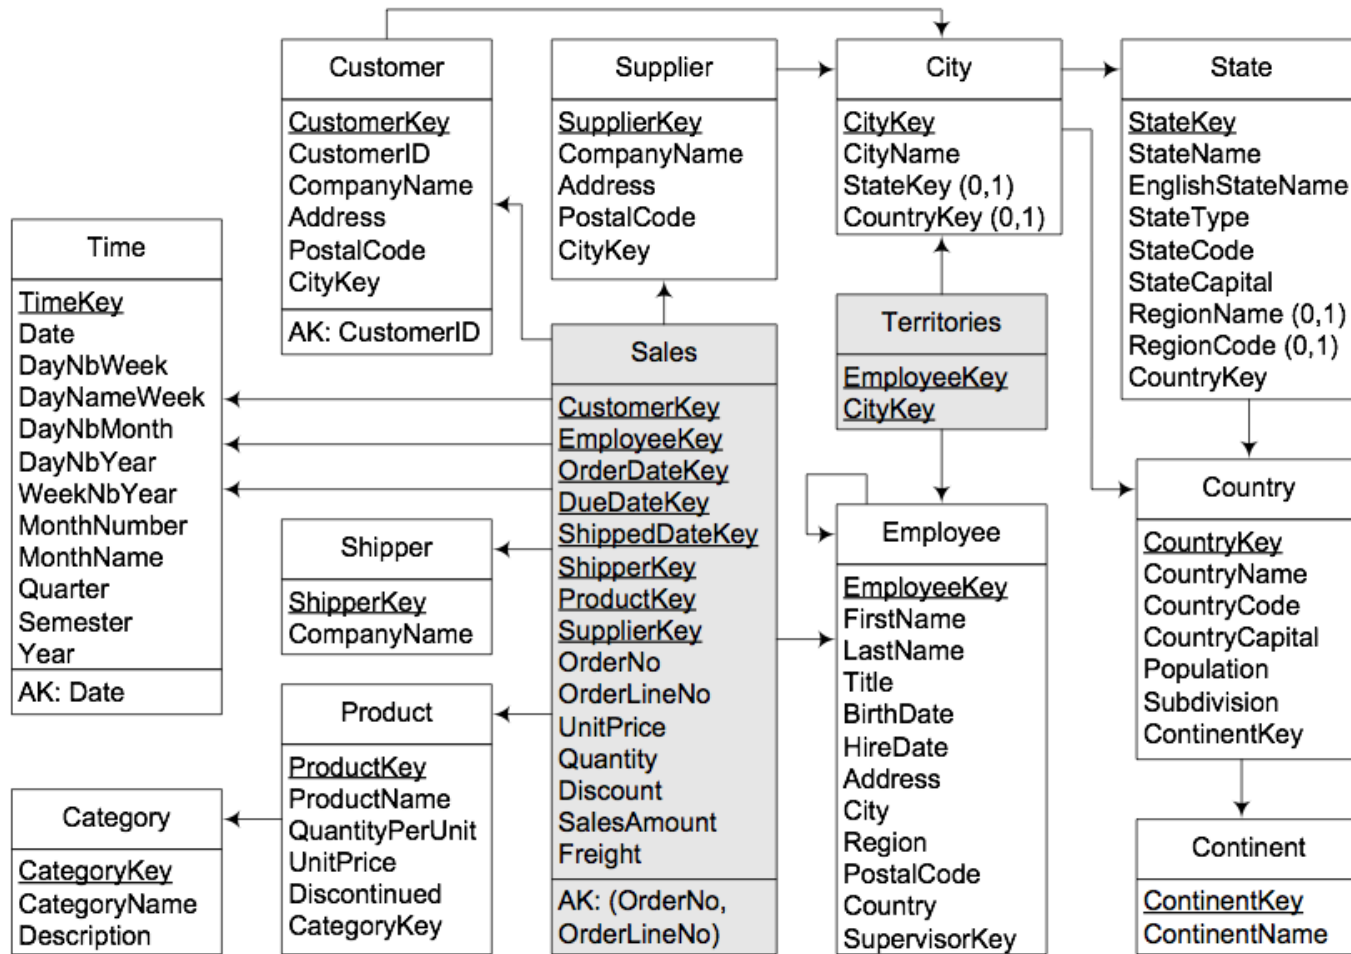 Customer
CustomerKey
CustomerID
CompanyName
Address
PostalCode
CityKey
AK: CustomerID
Supplier
SupplierKey
CompanyName
Address
PostalCode
CityKey
City
CityKey
CityName
StateKey (0,1)
CountryKey (0,1)
State
StateKey
StateName
EnglishStateName
StateType
StateCode
StateCapital
RegionName (0,1)
RegionCode (0,1)
CountryKey
Time
TimeKey
Date
DayNbWeek
DayNameWeek
DayNbMonth
DayNbYear
WeekNbYear
MonthNumber
MonthName
Quarter
Semester
Year
AK: Date
Sales
CustomerKey
EmployeeKey
OrderDateKey
DueDateKey
ShippedDateKey
ShipperKey
ProductKey
SupplierKey
OrderNo
OrderLineNo
UnitPrice
Quantity
Discount
SalesAmount
Freight
AK: (OrderNo,
OrderLineNo)
Territories
EmployeeKey
CityKey
Shipper
ShipperKey
CompanyName
Employee
EmployeeKey
FirstName
LastName
Title
BirthDate
HireDate
Address
City
Region
PostalCode
Country
SupervisorKey
Country
CountryKey
CountryName
CountryCode
CountryCapital
Population
Subdivision
ContinentKey
Product
ProductKey
ProductName
QuantityPerUnit
UnitPrice
Discontinued
CategoryKey
Category
CategoryKey
CategoryName
Description
Continent
ContinentKey
ContinentName